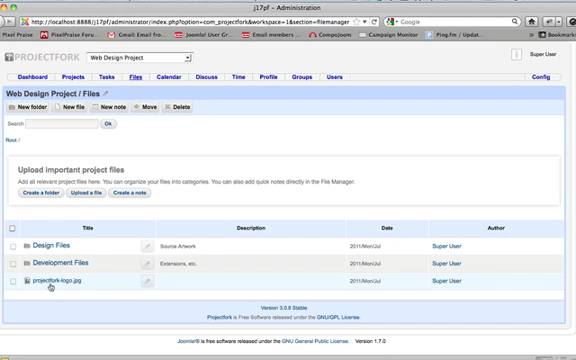 j17pf - Administration
http://localhost:8888/j17pf/administrator/index.php?option=com_projectfork&workspace=1&section=filemanager
Google
Pixel Praise
PixelPraise Forum
Gmail: Email from
Joomla! User Gr
Email members
Compojoom
Campaign Monitor
Ping.fm / Update
PROJECTFORK
Web Design Project
Super User
Dashboard
Projects
Tasks
Files
Calendar
Discuss
Time
Profile
Groups
Users
Config
Web Design Project / Files
New folder
New file
New note
Move
Delete
Search
Ok
Root /
Upload important project files
Add all relevant project files here. You can organize your files into categories. You can also add quick notes directly in the File Manager.
Create a folder
Upload a file
Create a note
Title
Description
Date
Author
Design Files
Source Artwork
2011/Mon/Jul
Super User
Development Files
Extensions, etc.
2011/Mon/Jul
Super User
projectfork-logo.jpg
2011/Mon/Jul
Super User
Version 3.0.8 Stable
Projectfork is Free Software released under the GNU/GPL License.
Joomla!® is free software released under the GNU General Public License. Version 1.7.0